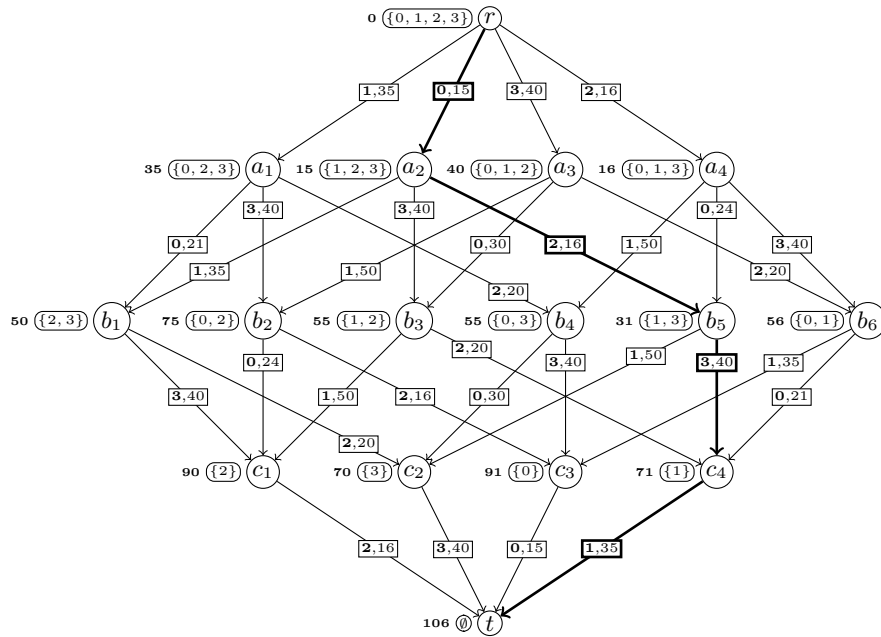 0 {0, 1, 2, 3} r
1,35 0,15 3,40 2,16
35 {0, 2, 3} a1 15 {1, 2, 3} a2 40 {0, 1, 2} a3 16 {0, 1, 3} a4
3,40 3,40 0,24
0,21 0,30 2,16 1,50 3,40
1,35 1,50 2,20
2,20
50 {2, 3} b1 75 {0, 2} b2 55 {1, 2} b3 55 {0, 3} b4 31 {1, 3} b5 56 {0, 1} b6
2,20
0,24 1,50 3,40 3,40 1,35
3,40 1,50 2,16 0,30 0,21
2,20
90 {2} c1 70 {3} c2 91 {0} c3 71 {1} c4
2,16 3,40 0,15 1,35
106 ∅ t